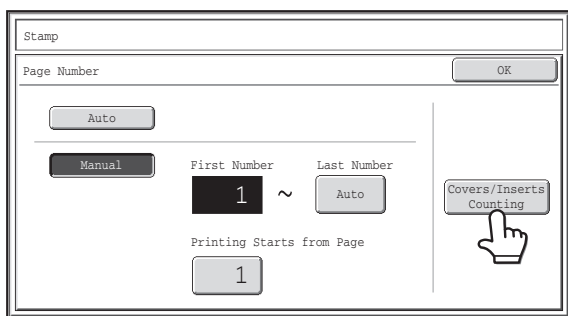 Stamp
Page Number
OK
Auto
Manual
First Number
Last Number
1
~
Auto
Covers/Inserts
Counting
Printing Starts from Page
1